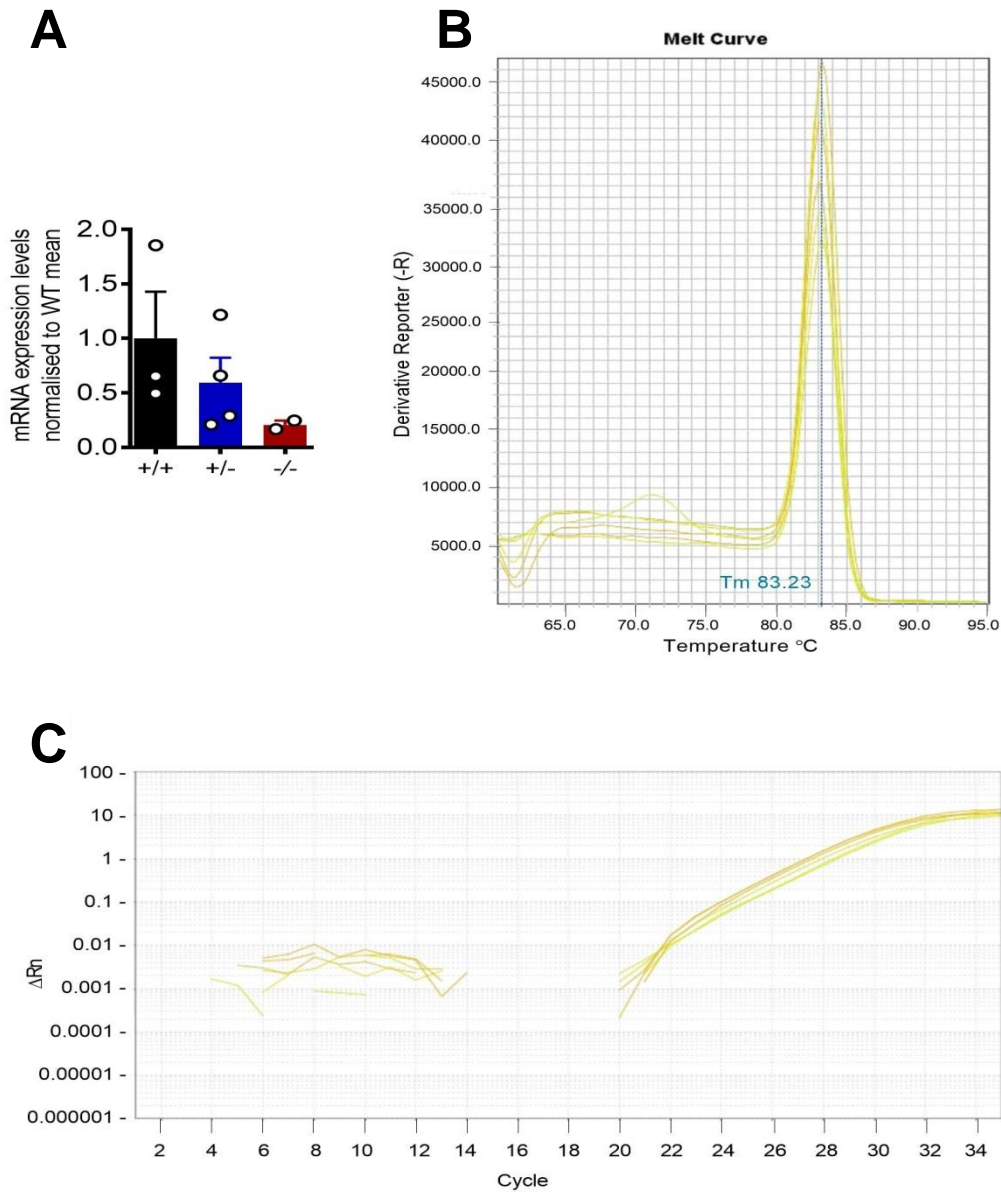 A
mRNA expression levels
normalised to WT mean
2.0
1.5
1.0
0.5
0.0
+/+
+/-
-/-
B
Melt Curve
Derivative Reporter (-R)
45000.0
40000.0
35000.0
30000.0
25000.0
20000.0
15000.0
10000.0
5000.0
Tm 83.23
65.0
70.0
75.0
80.0
85.0
90.0
95.0
Temperature °C
C
ΔRn
100 -
10 -
1 -
0.1 -
0.01 -
0.001 -
0.0001 -
0.00001 -
0.000001 -
2 4 6 8 10 12 14 16 18 20 22 24 26 28 30 32 34
Cycle